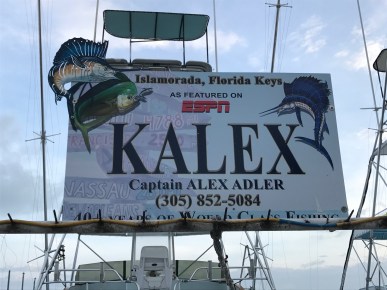 Islamorada, Florida Keys
AS FEATURED ON
ESPN
KALEX
Captain ALEX ADLER
(305) 852-5084
40+ YEARS OF WORLD CLASS FISHING
NASSAU